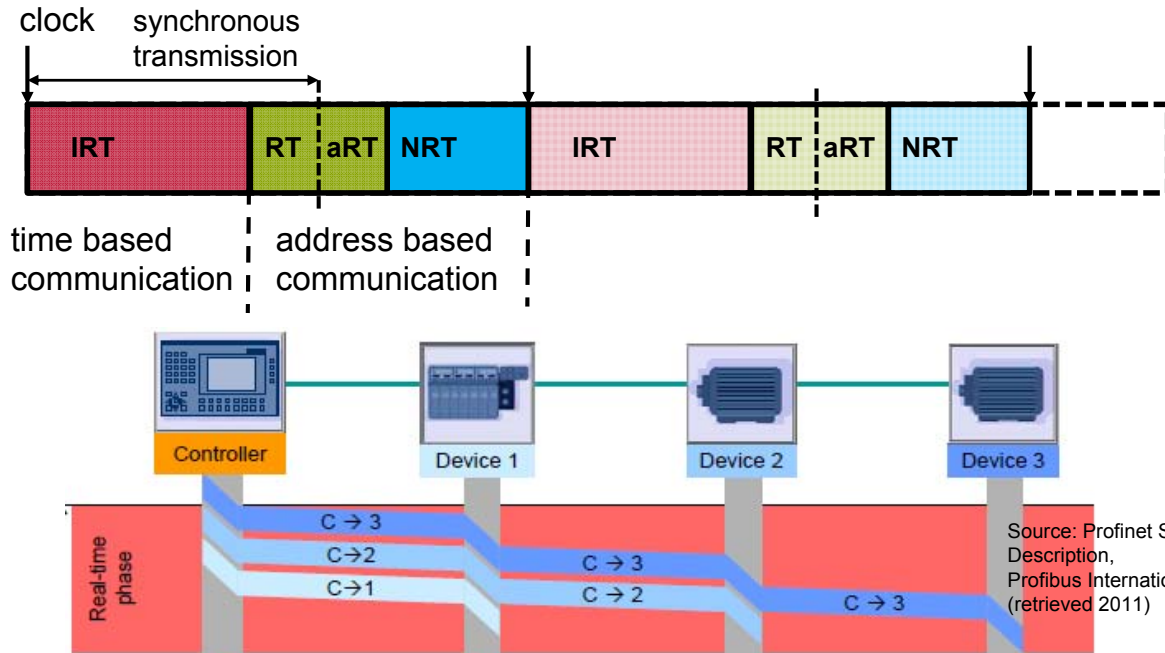 clock
synchronous
transmission
IRT
RT
aRT
NRT
IRT
RT
aRT
NRT
time based
communication
address based
communication
Controller
Device 1
Device 2
Device 3
Real-time
phase
C → 3
C→2
C→1
C → 3
C → 2
C → 3
Source: Profinet S
Description,
Profibus Internatio
(retrieved 2011)